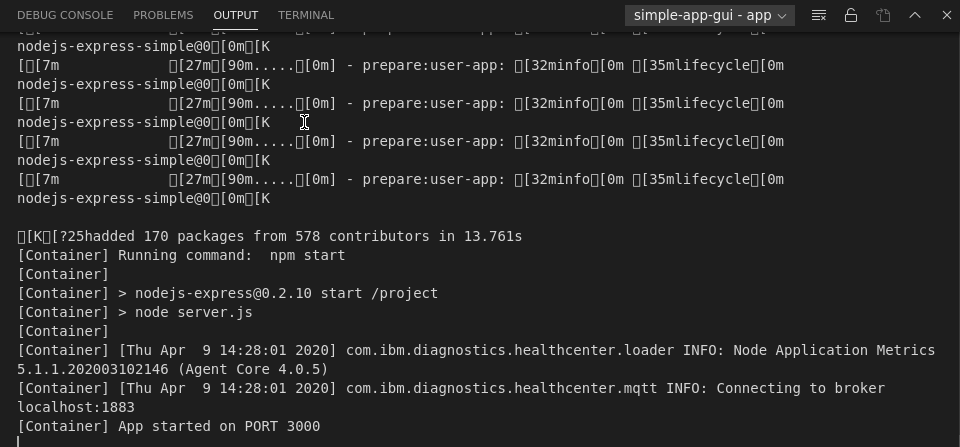 DEBUG CONSOLE PROBLEMS OUTPUT TERMINAL simple-app-gui - app
nodejs-express-simple@0␛[0m␛[K
[␛[7m             ␛[27m␛[90m.....␛[0m] - prepare:user-app: ␛[32minfo␛[0m ␛[35mlifecycle␛[0m
nodejs-express-simple@0␛[0m␛[K
[␛[7m             ␛[27m␛[90m.....␛[0m] - prepare:user-app: ␛[32minfo␛[0m ␛[35mlifecycle␛[0m
nodejs-express-simple@0␛[0m␛[K
[␛[7m             ␛[27m␛[90m.....␛[0m] - prepare:user-app: ␛[32minfo␛[0m ␛[35mlifecycle␛[0m
nodejs-express-simple@0␛[0m␛[K
[␛[7m             ␛[27m␛[90m.....␛[0m] - prepare:user-app: ␛[32minfo␛[0m ␛[35mlifecycle␛[0m
nodejs-express-simple@0␛[0m␛[K
␛[K␛[?25hadded 170 packages from 578 contributors in 13.761s
[Container] Running command:  npm start
[Container]
[Container] > nodejs-express@0.2.10 start /project
[Container] > node server.js
[Container]
[Container] [Thu Apr  9 14:28:01 2020] com.ibm.diagnostics.healthcenter.loader INFO: Node Application Metrics
5.1.1.202003102146 (Agent Core 4.0.5)
[Container] [Thu Apr  9 14:28:01 2020] com.ibm.diagnostics.healthcenter.mqtt INFO: Connecting to broker
localhost:1883
[Container] App started on PORT 3000